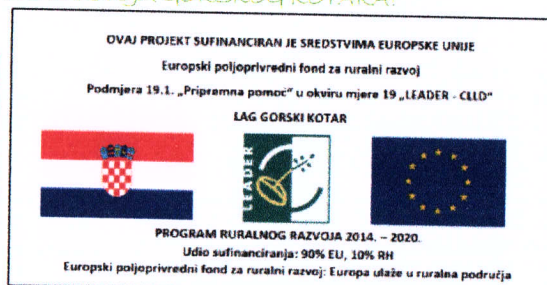 OVAJ PROJEKT SUFINANCIRAN JE SREDSTVIMA EUROPSKE UNIJE
Europski poljoprivredni fond za ruralni razvoj
Podmjera 19.1. „Pripremna pomoć“ u okviru mjere 19 „LEADER - CLLD“
LAG GORSKI KOTAR
LEADER
PROGRAM RURALNOG RAZVOJA 2014. – 2020.
Udio sufinanciranja: 90% EU, 10% RH
Europski poljoprivredni fond za ruralni razvoj: Europa ulaže u ruralna područja